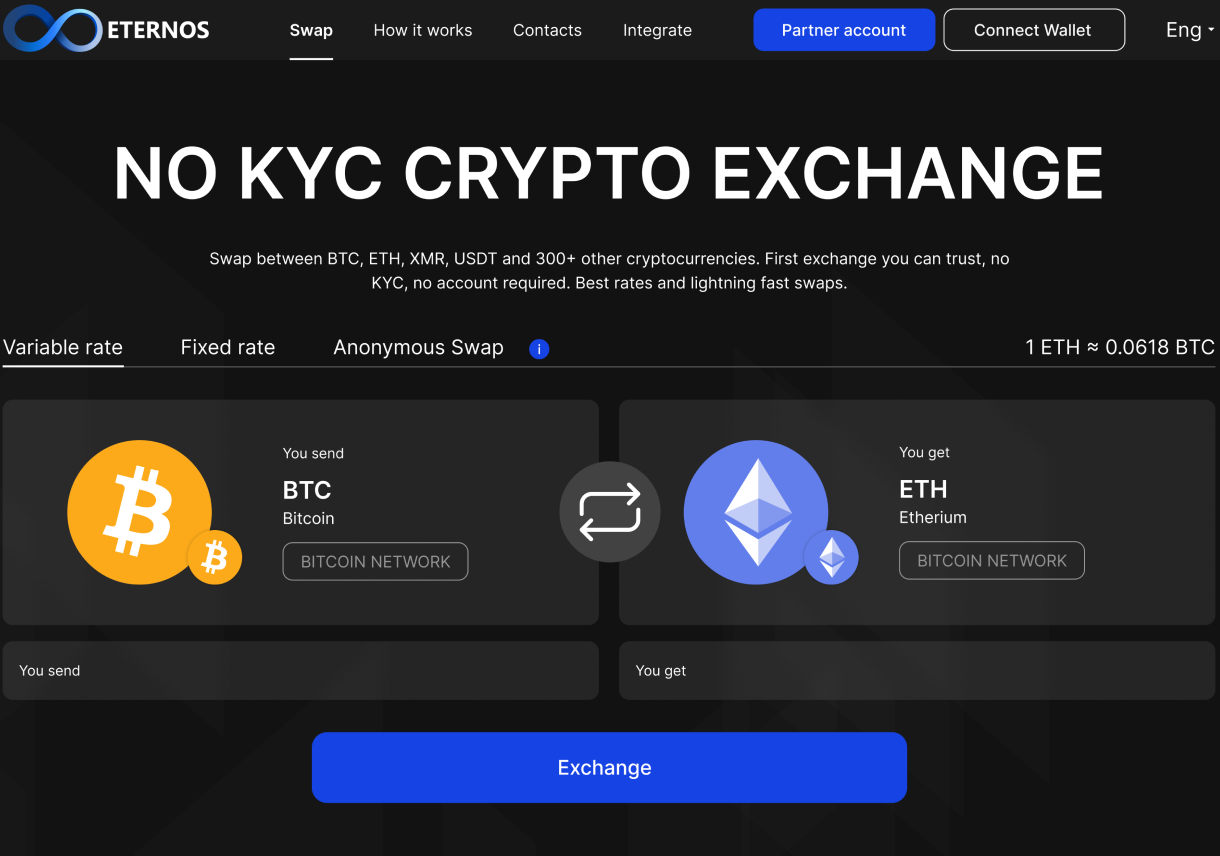 ETERNOS
Swap
How it works
Contacts
Integrate
Partner account
Connect Wallet
Eng
NO KYC CRYPTO EXCHANGE
Swap between BTC, ETH, XMR, USDT and 300+ other cryptocurrencies. First exchange you can trust, no
KYC, no account required. Best rates and lightning fast swaps.
Variable rate
Fixed rate
Anonymous Swap
i
1 ETH ≈ 0.0618 BTC
You send
BTC
Bitcoin
BITCOIN NETWORK
You get
ETH
Etherium
BITCOIN NETWORK
You send
You get
Exchange